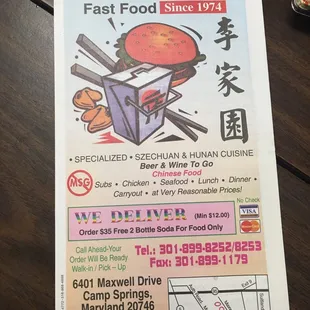 Fast Food Since 1974
李
家
園
• SPECIALIZED • SZECHUAN & HUNAN CUISINE
Beer & Wine To Go
Chinese Food
MSG
Subs • Chicken • Seafood • Lunch • Dinner •
Carryout • at Very Reasonable Prices!
WE DELIVER (Min $12.00)
Order $35 Free 2 Bottle Soda For Food Only
No Check
VISA
Call Ahead-Your
Order Will Be Ready
Walk-in / Pick-Up
Tel.: 301-899-8252/8253
Fax: 301-899-1179
6401 Maxwell Drive
Camp Springs,
Maryland 20746